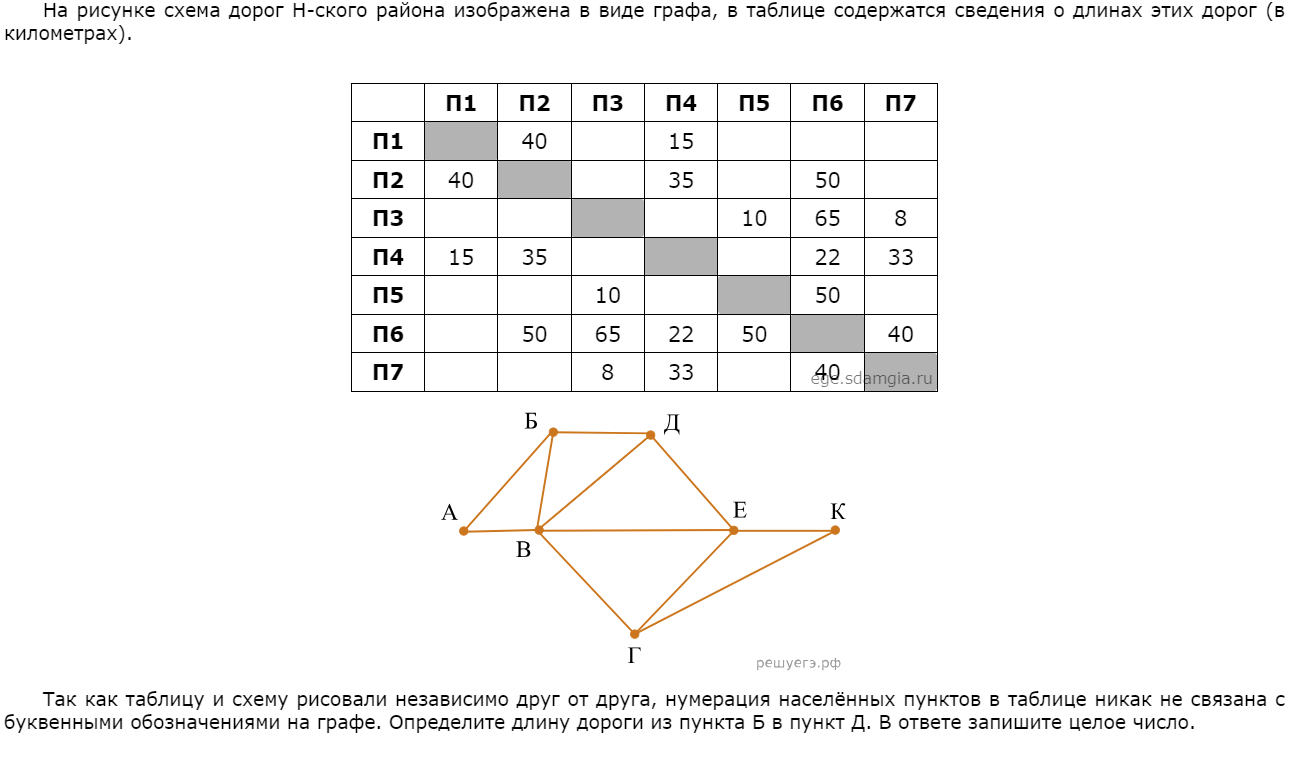 На рисунке схема дорог Н-ского района изображена в виде графа, в таблице содержатся сведения о длинах этих дорог (в
километрах).
П1 П2 П3 П4 П5 П6 П7
П1 40 15
П2 40 35 50
П3 10 65 8
П4 15 35 22 33
П5 10 50
П6 50 65 22 50 40
П7 8 33 40
ege.sdamgia.ru
Б Д
А Е К
В
Г
решуегэ.рф
Так как таблицу и схему рисовали независимо друг от друга, нумерация населённых пунктов в таблице никак не связана с
буквенными обозначениями на графе. Определите длину дороги из пункта Б в пункт Д. В ответе запишите целое число.